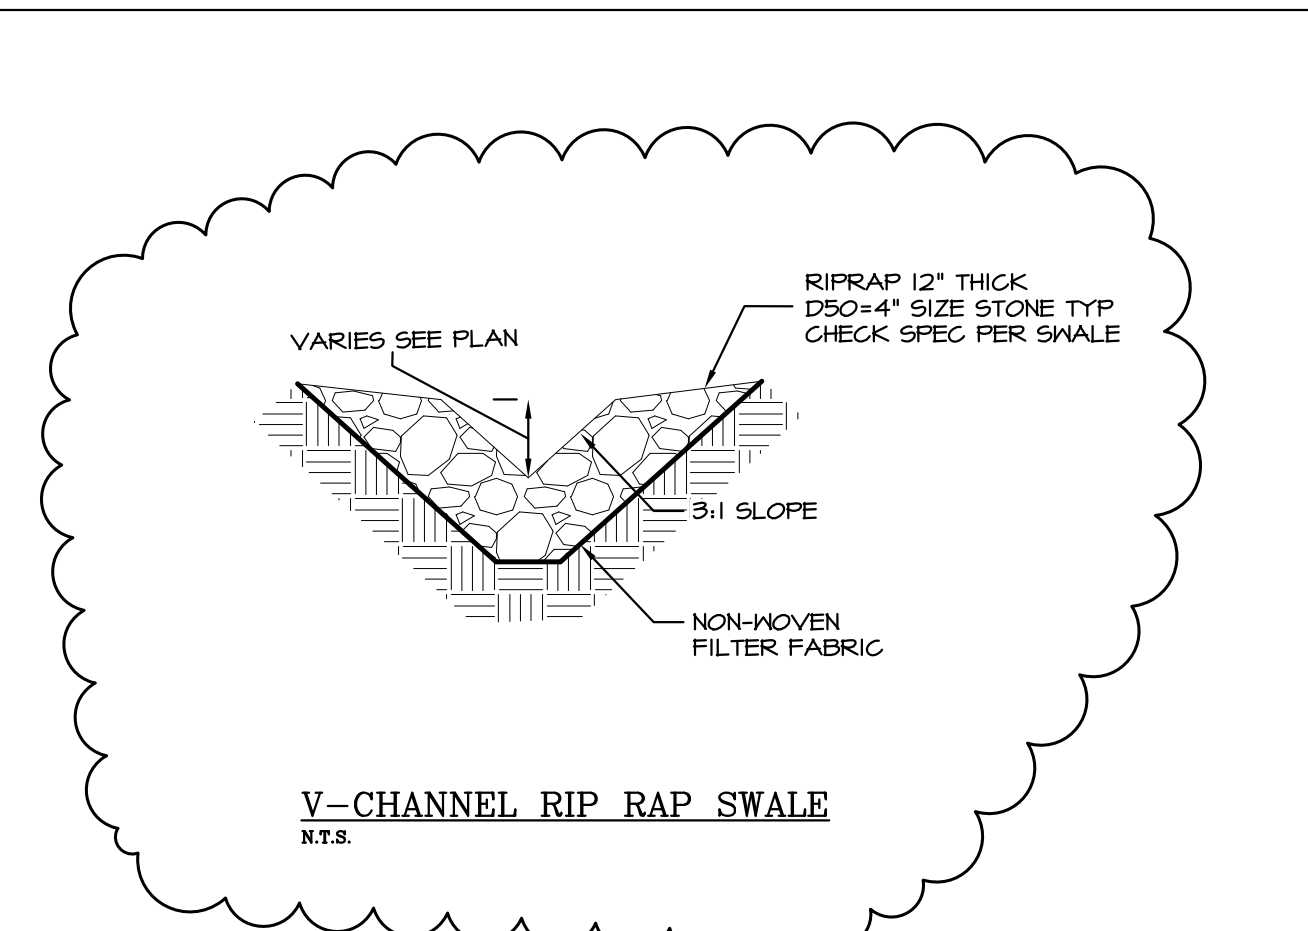 RIPRAP 12" THICK
D50=4" SIZE STONE TYP
CHECK SPEC PER SWALE
VARIES SEE PLAN
3:1 SLOPE
NON-WOVEN
FILTER FABRIC
V-CHANNEL RIP RAP SWALE
N.T.S.